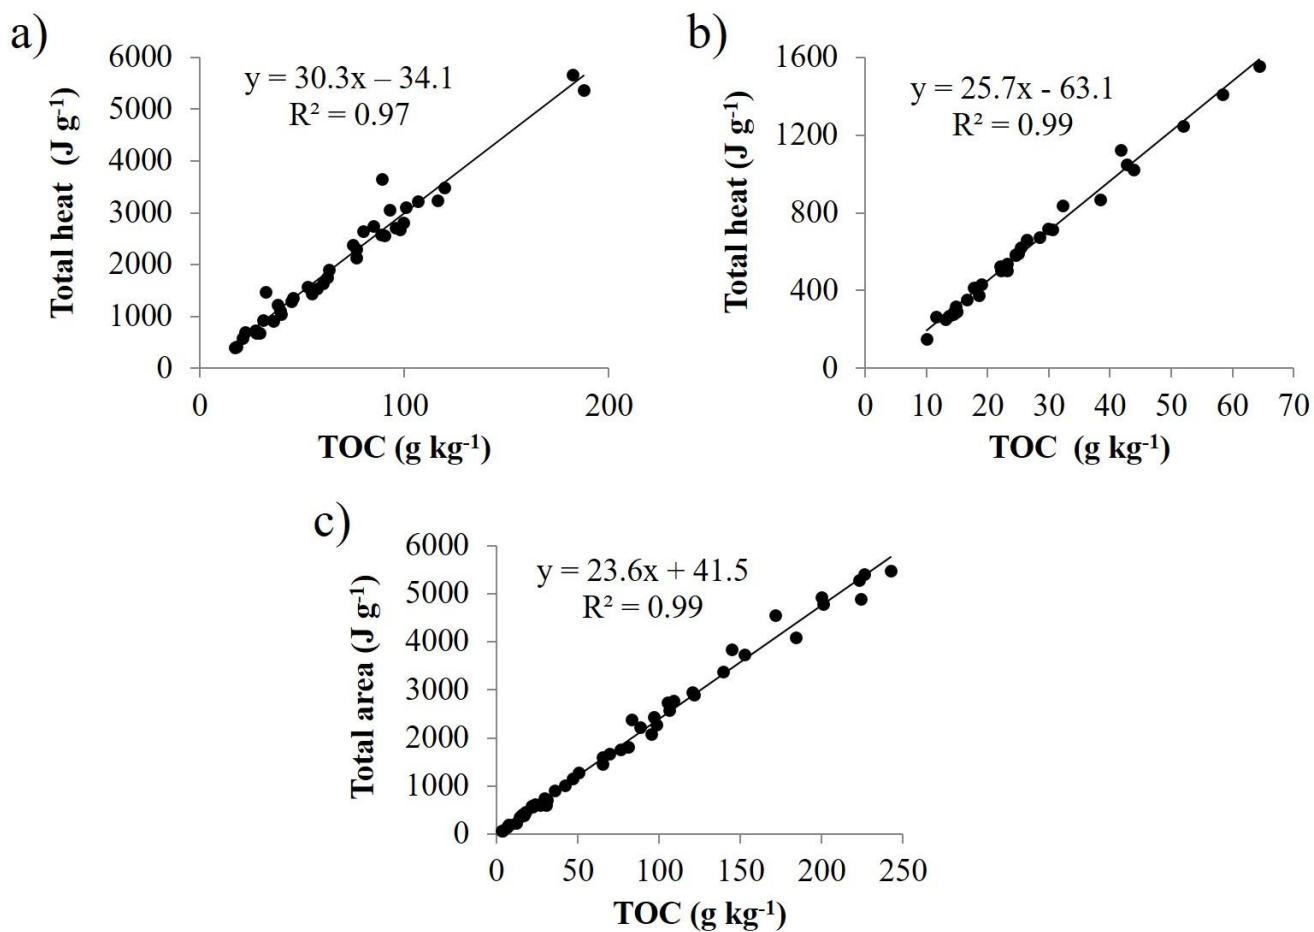 a)
y = 30.3x – 34.1
R² = 0.97
Total heat (J g⁻¹)
6000
5000
4000
3000
2000
1000
0
0 100 200
TOC (g kg⁻¹)
b)
y = 25.7x - 63.1
R² = 0.99
Total heat (J g⁻¹)
1600
1200
800
400
0
0 10 20 30 40 50 60 70
TOC (g kg⁻¹)
c)
y = 23.6x + 41.5
R² = 0.99
Total area (J g⁻¹)
6000
5000
4000
3000
2000
1000
0
0 50 100 150 200 250
TOC (g kg⁻¹)